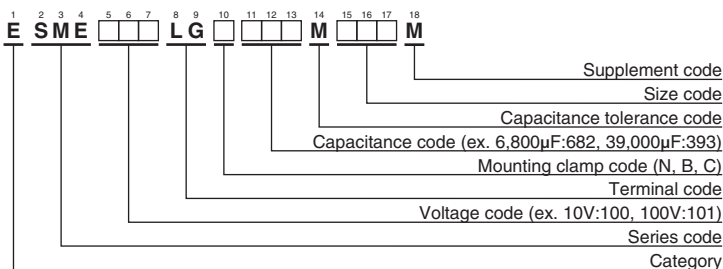 1 2 3 4 5 6 7 8 9 10 11 12 13 14 15 16 17 18
E SME LG M M
Supplement code
Size code
Capacitance tolerance code
Capacitance code (ex. 6,800µF:682, 39,000µF:393)
Mounting clamp code (N, B, C)
Terminal code
Voltage code (ex. 10V:100, 100V:101)
Series code
Category